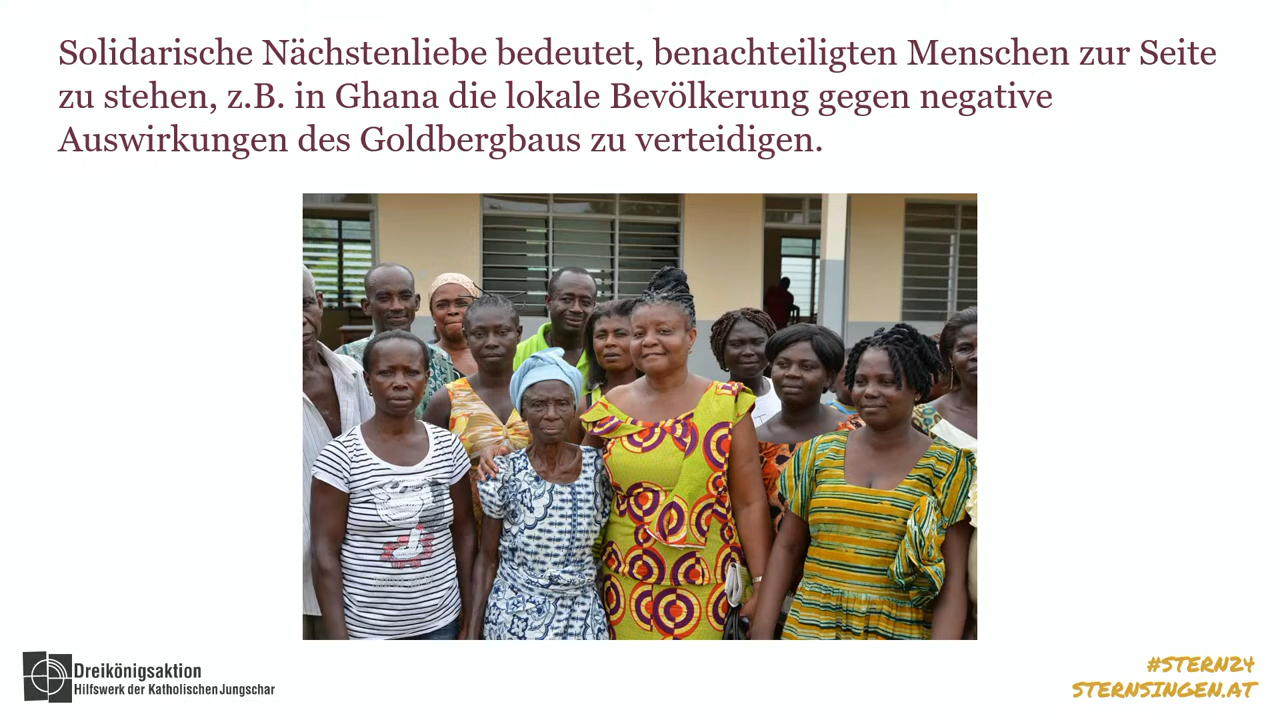 Solidarische Nächstenliebe bedeutet, benachteiligten Menschen zur Seite
zu stehen, z.B. in Ghana die lokale Bevölkerung gegen negative
Auswirkungen des Goldbergbaus zu verteidigen.
Dreikönigsaktion
Hilfswerk der Katholischen Jungschar
#STERN24
STERNSINGEN.AT